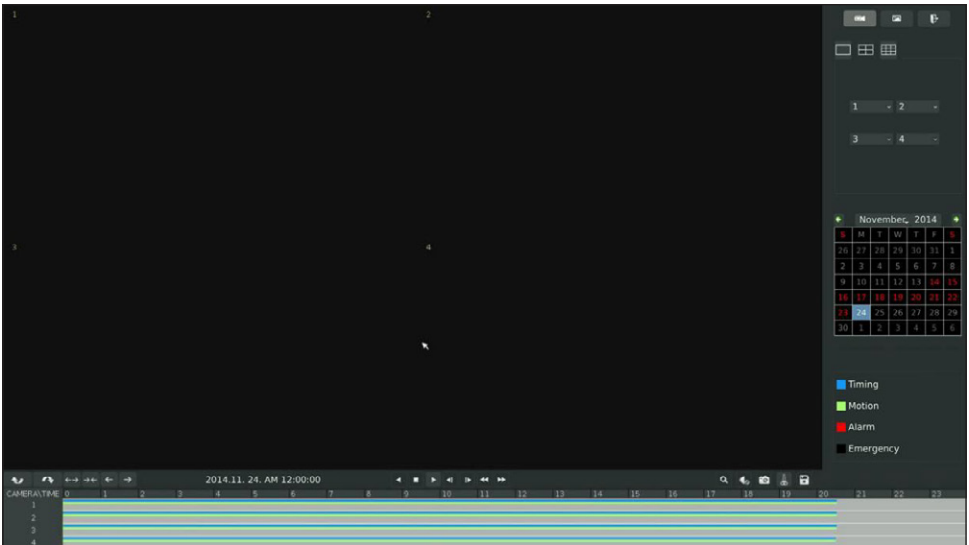 1
2
3
4
1 2
3 4
November, 2014
S M T W T F S
26 27 28 29 30 31 1
2 3 4 5 6 7 8
9 10 11 12 13 14 15
16 17 18 19 20 21 22
23 24 25 26 27 28 29
30 1 2 3 4 5 6
Timing
Motion
Alarm
Emergency
2014.11. 24. AM 12:00:00
CAMERA\TIME 0 1 2 3 4 5 6 7 8 9 10 11 12 13 14 15 16 17 18 19 20 21 22 23
1
2
3
4